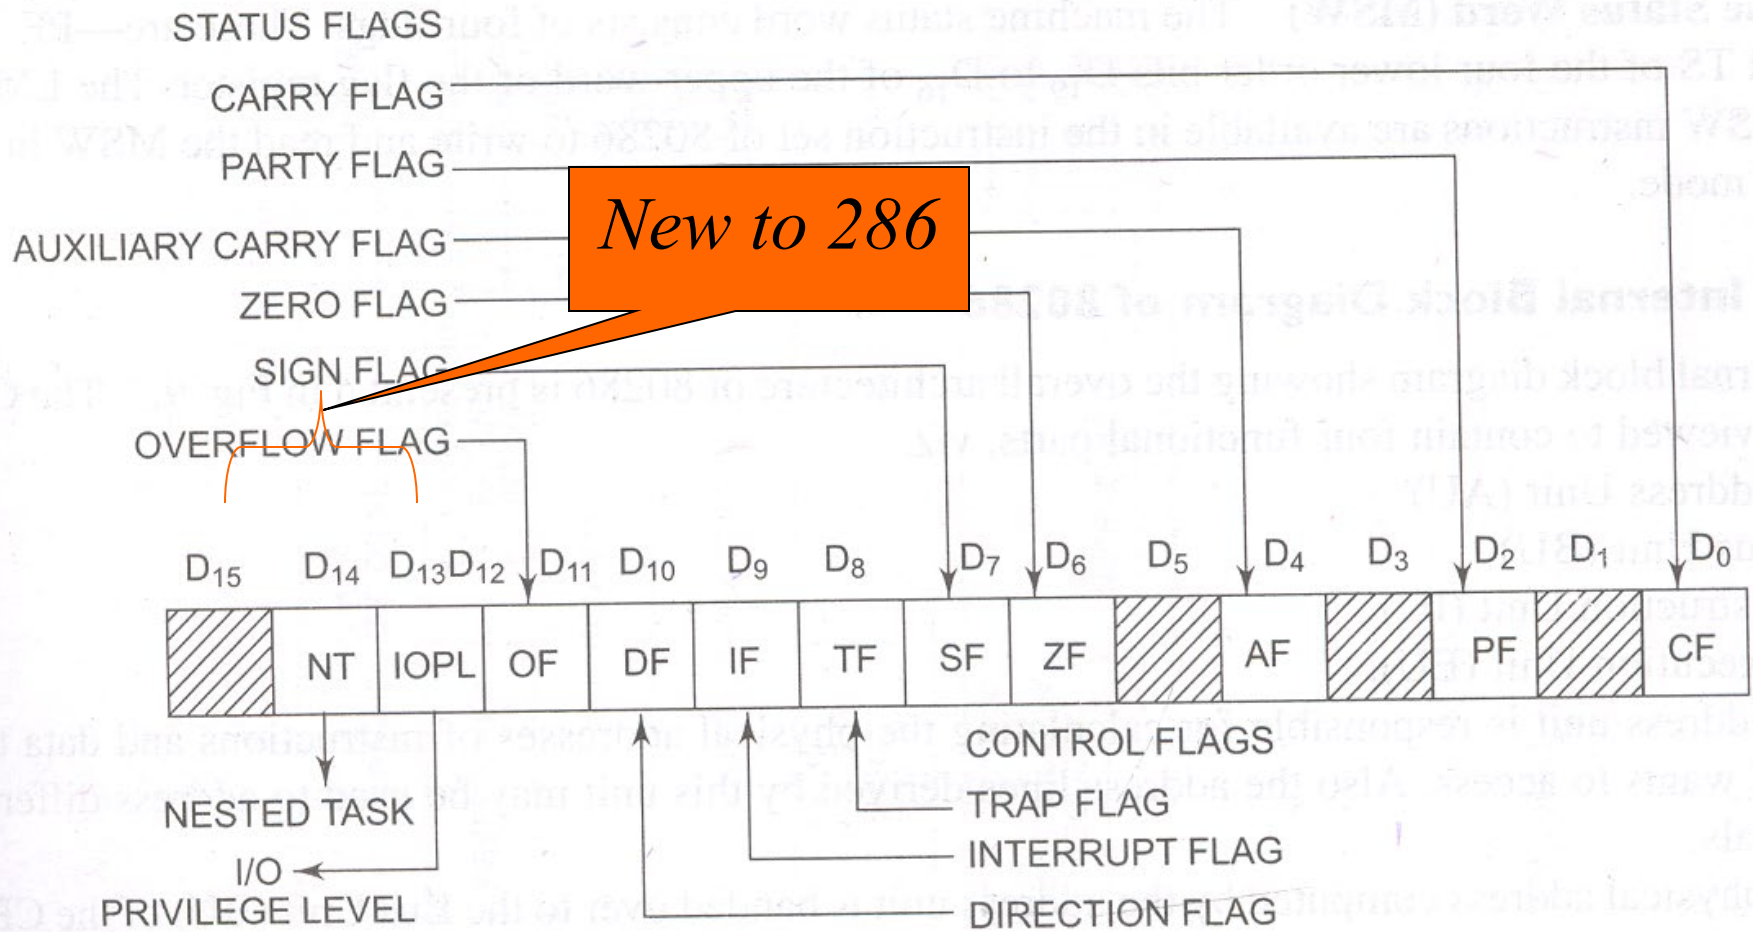 STATUS FLAGS
CARRY FLAG
PARTY FLAG
AUXILIARY CARRY FLAG
ZERO FLAG
SIGN FLAG
OVERFLOW FLAG
New to 286
D15 D14 D13 D12 D11 D10 D9 D8 D7 D6 D5 D4 D3 D2 D1 D0
NT IOPL OF DF IF TF SF ZF AF PF CF
CONTROL FLAGS
NESTED TASK
TRAP FLAG
I/O
PRIVILEGE LEVEL
INTERRUPT FLAG
DIRECTION FLAG